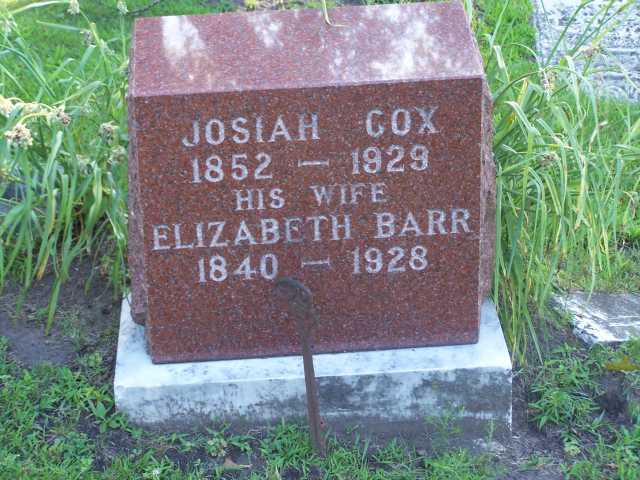 JOSIAH COX
1852 — 1929
HIS WIFE
ELIZABETH BARR
1840 — 1928